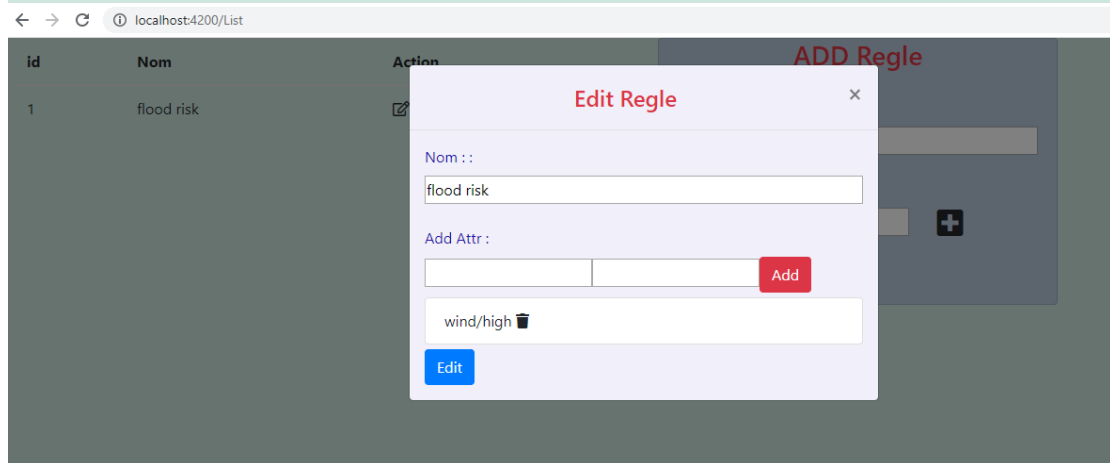 localhost:4200/List
id Nom Action ADD Regle
Edit Regle ×
1 flood risk
Nom : :
flood risk
Add Attr :
Add
wind/high
Edit